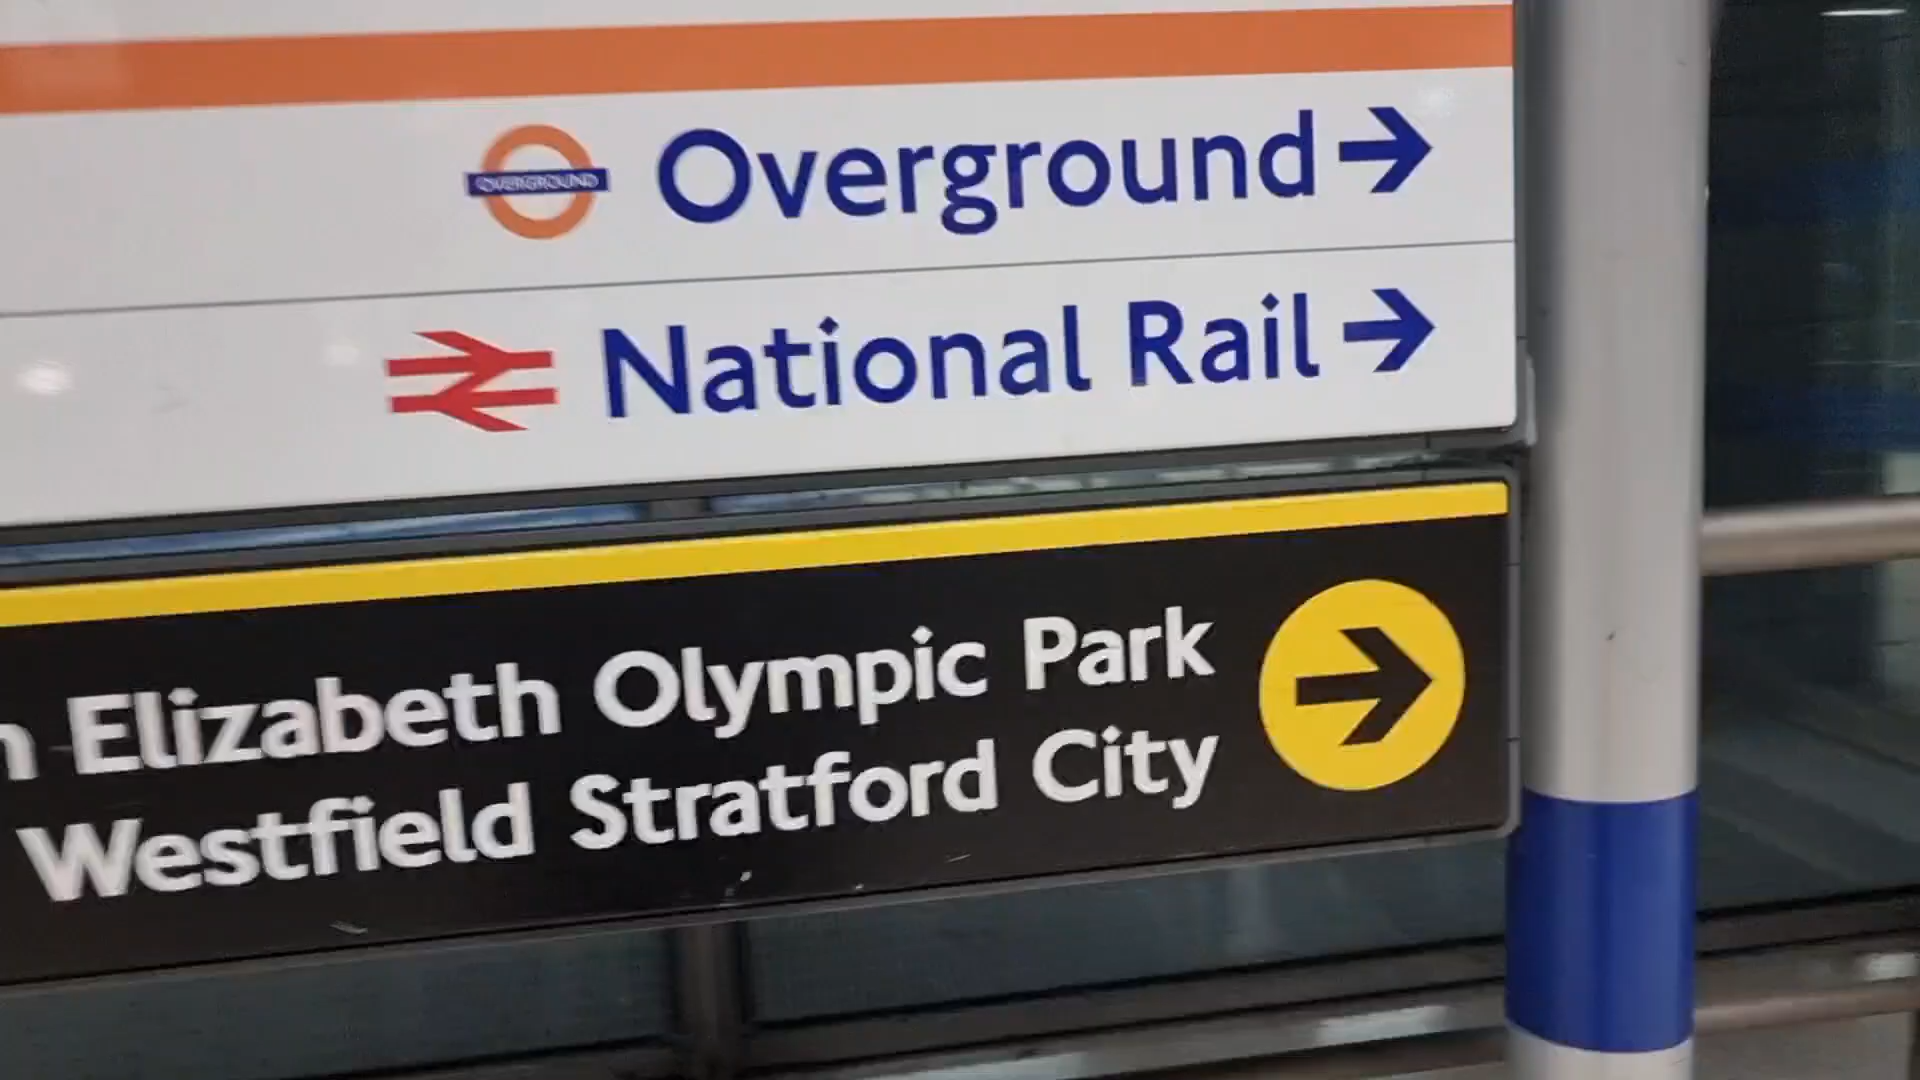 OVERGROUND Overground →
National Rail →
Elizabeth Olympic Park
Westfield Stratford City →